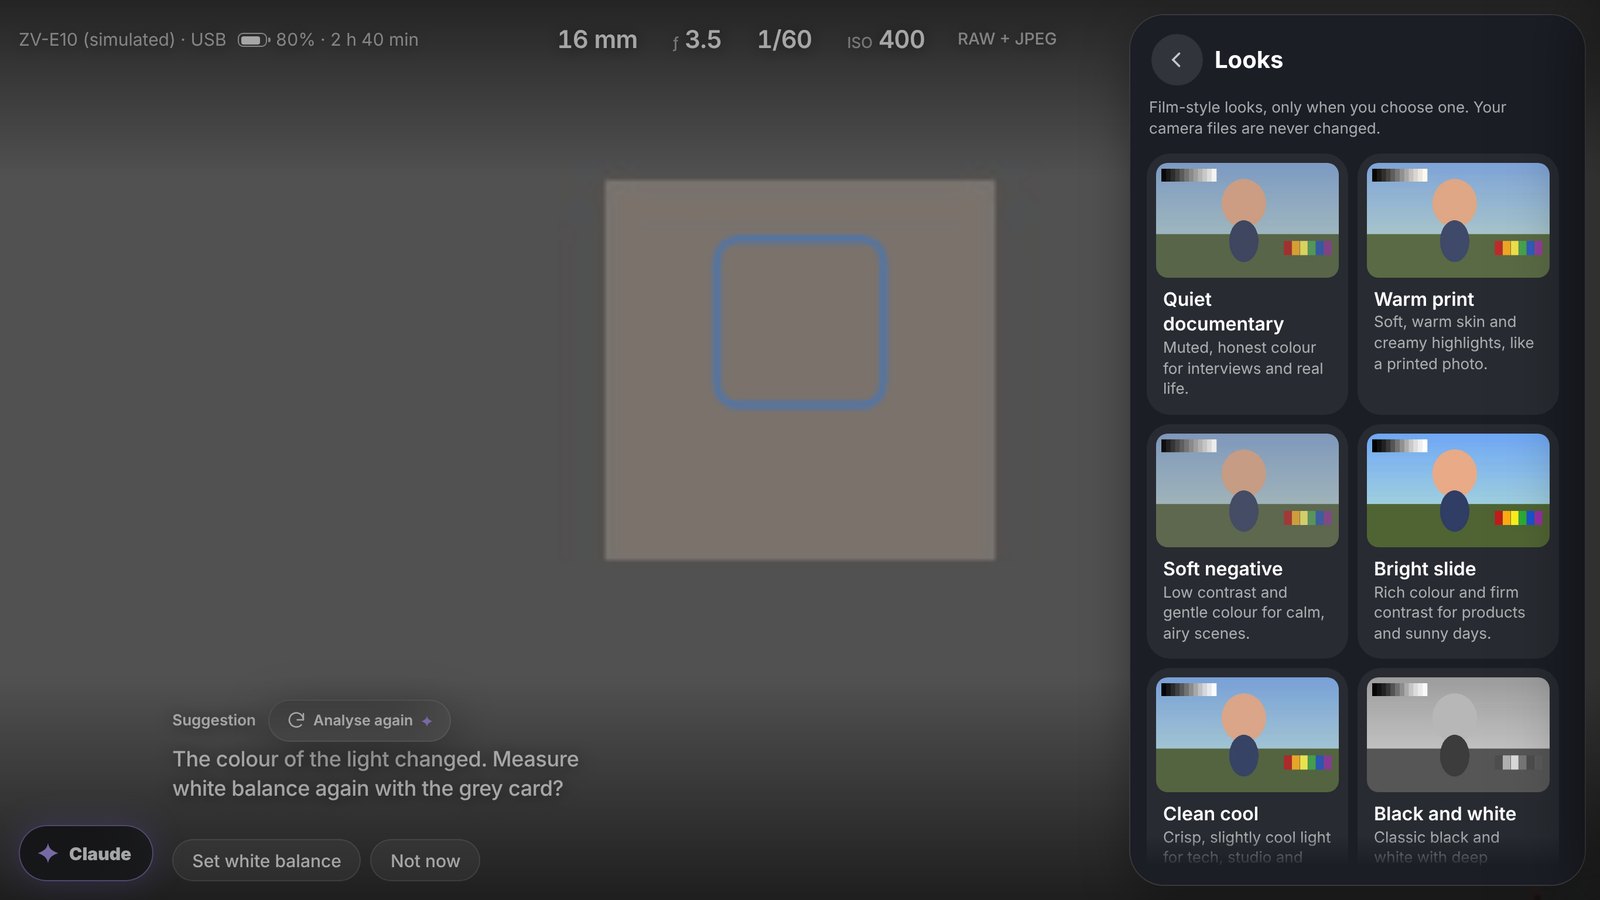 ZV-E10 (simulated) · USB 80% · 2 h 40 min
16 mm ƒ 3.5 1/60 ISO 400 RAW + JPEG
Suggestion Analyse again
The colour of the light changed. Measure
white balance again with the grey card?
Claude
Set white balance Not now
Looks
Film-style looks, only when you choose one. Your
camera files are never changed.
Quiet
documentary
Muted, honest colour
for interviews and real
life.
Warm print
Soft, warm skin and
creamy highlights, like
a printed photo.
Soft negative
Low contrast and
gentle colour for calm,
airy scenes.
Bright slide
Rich colour and firm
contrast for products
and sunny days.
Clean cool
Crisp, slightly cool light
for tech, studio and
Black and white
Classic black and
white with deep